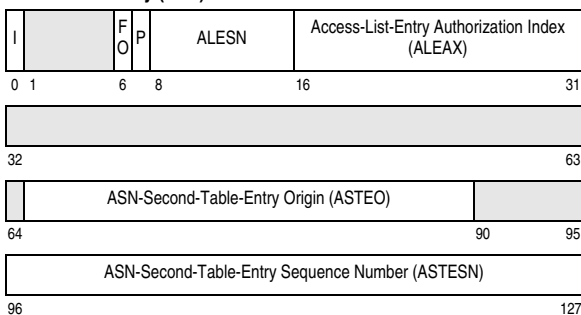 I
F
O
P
ALESN
Access-List-Entry Authorization Index
(ALEAX)
0 1 6 8 16 31
32 63
ASN-Second-Table-Entry Origin (ASTEO)
64 90 95
ASN-Second-Table-Entry Sequence Number (ASTESN)
96 127